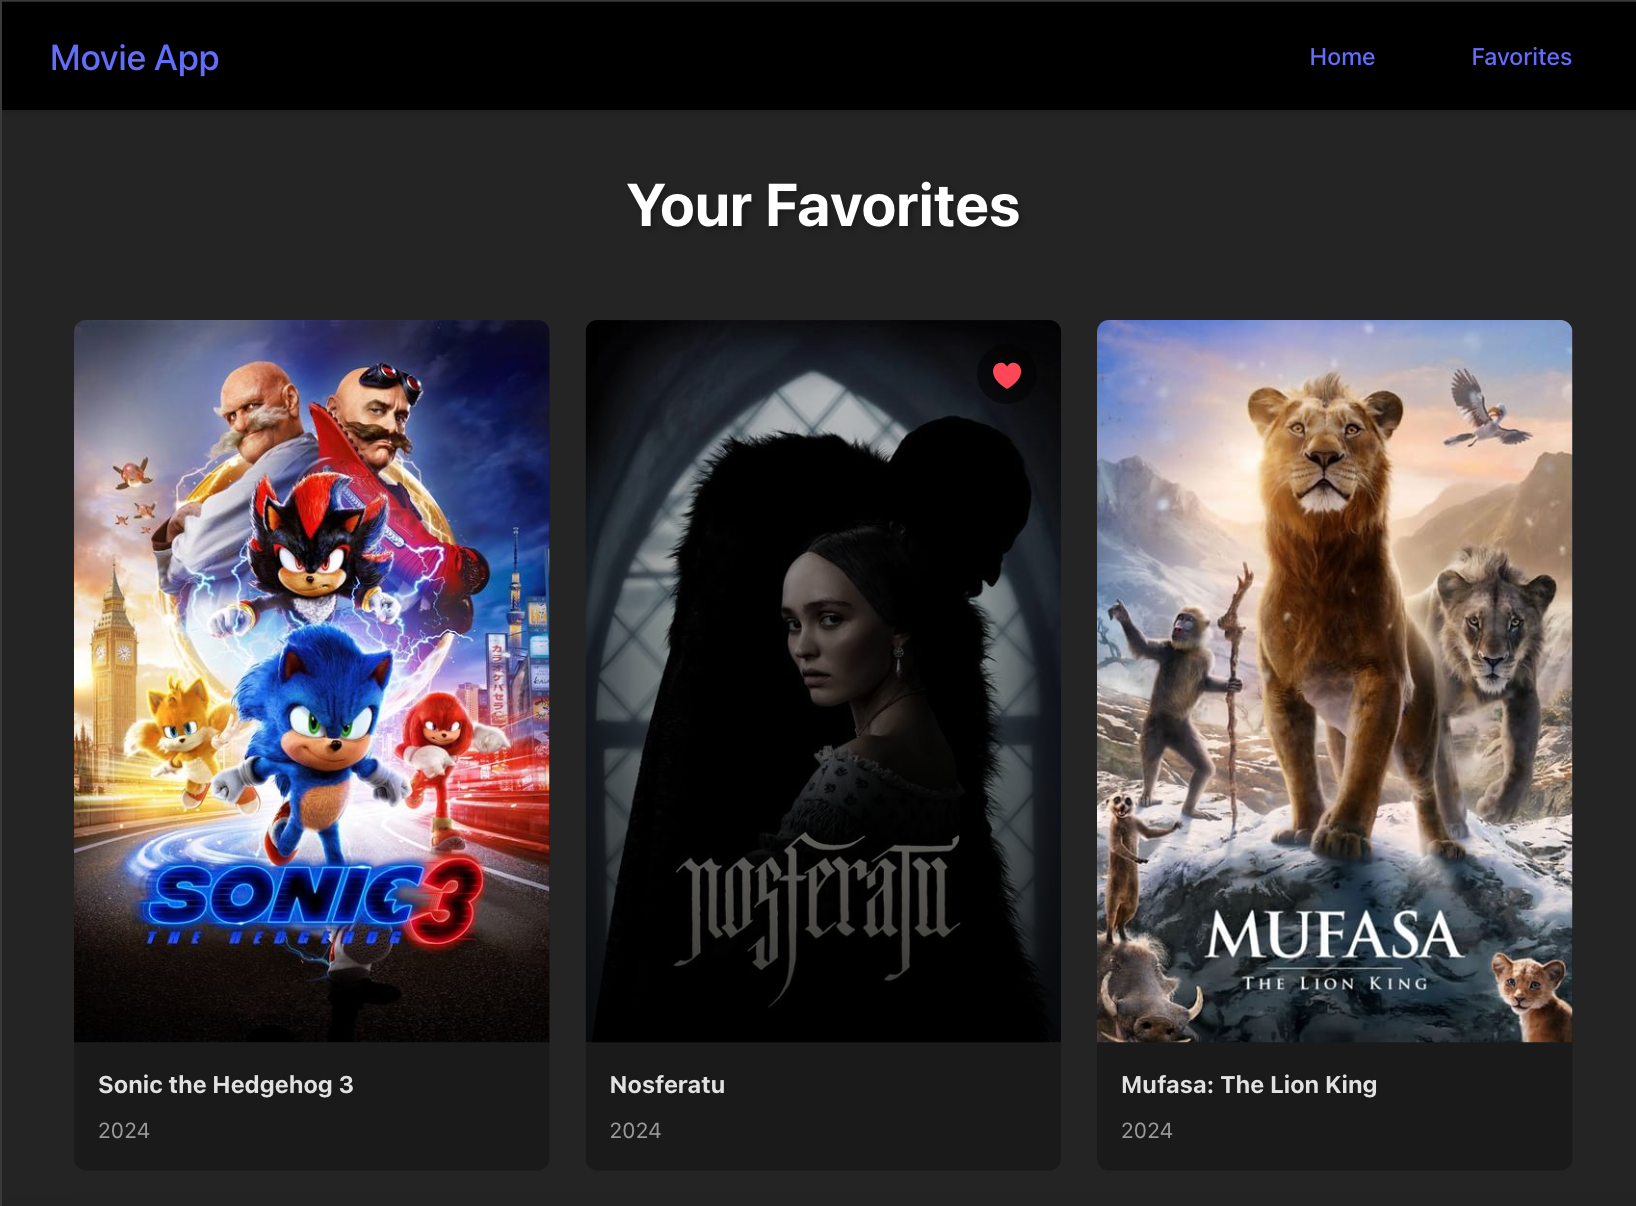 Movie App
Home
Favorites
Your Favorites
SONIC 3
THE HEDGEHOG
nosferatu
MUFASA
THE LION KING
Sonic the Hedgehog 3
2024
Nosferatu
2024
Mufasa: The Lion King
2024